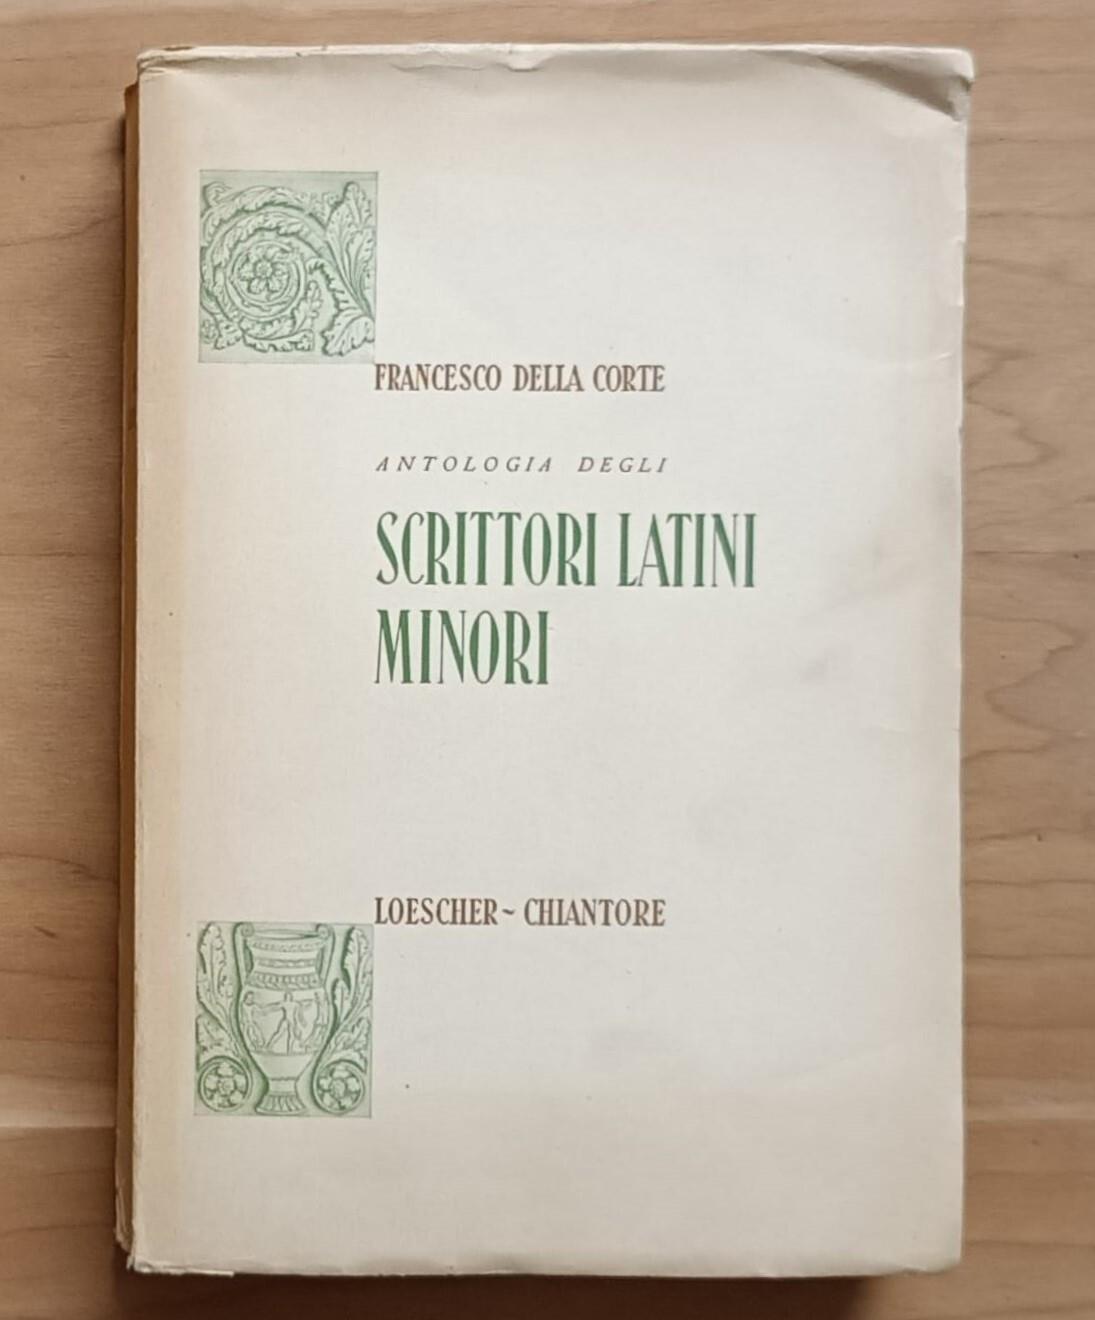 FRANCESCO DELLA CORTE
ANTOLOGIA DEGLI
SCRITTORI LATINI
MINORI
LOESCHER ~ CHIANTORE